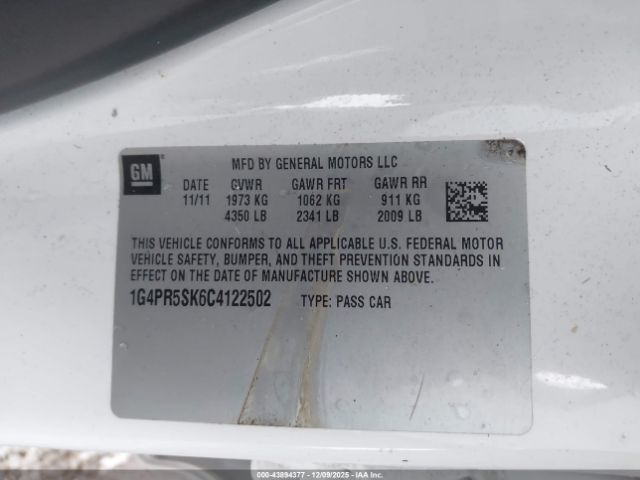 GM
MFD BY GENERAL MOTORS LLC
DATE GVWR GAWR FRT GAWR RR
11/11 1973 KG 1062 KG 911 KG
4350 LB 2341 LB 2009 LB
THIS VEHICLE CONFORMS TO ALL APPLICABLE U.S. FEDERAL MOTOR
VEHICLE SAFETY, BUMPER, AND THEFT PREVENTION STANDARDS IN
EFFECT ON THE DATE OF MANUFACTURE SHOWN ABOVE.
1G4PR5SK6C4122502 TYPE: PASS CAR
000-43894377 | 12/09/2025 | IAAI.COM